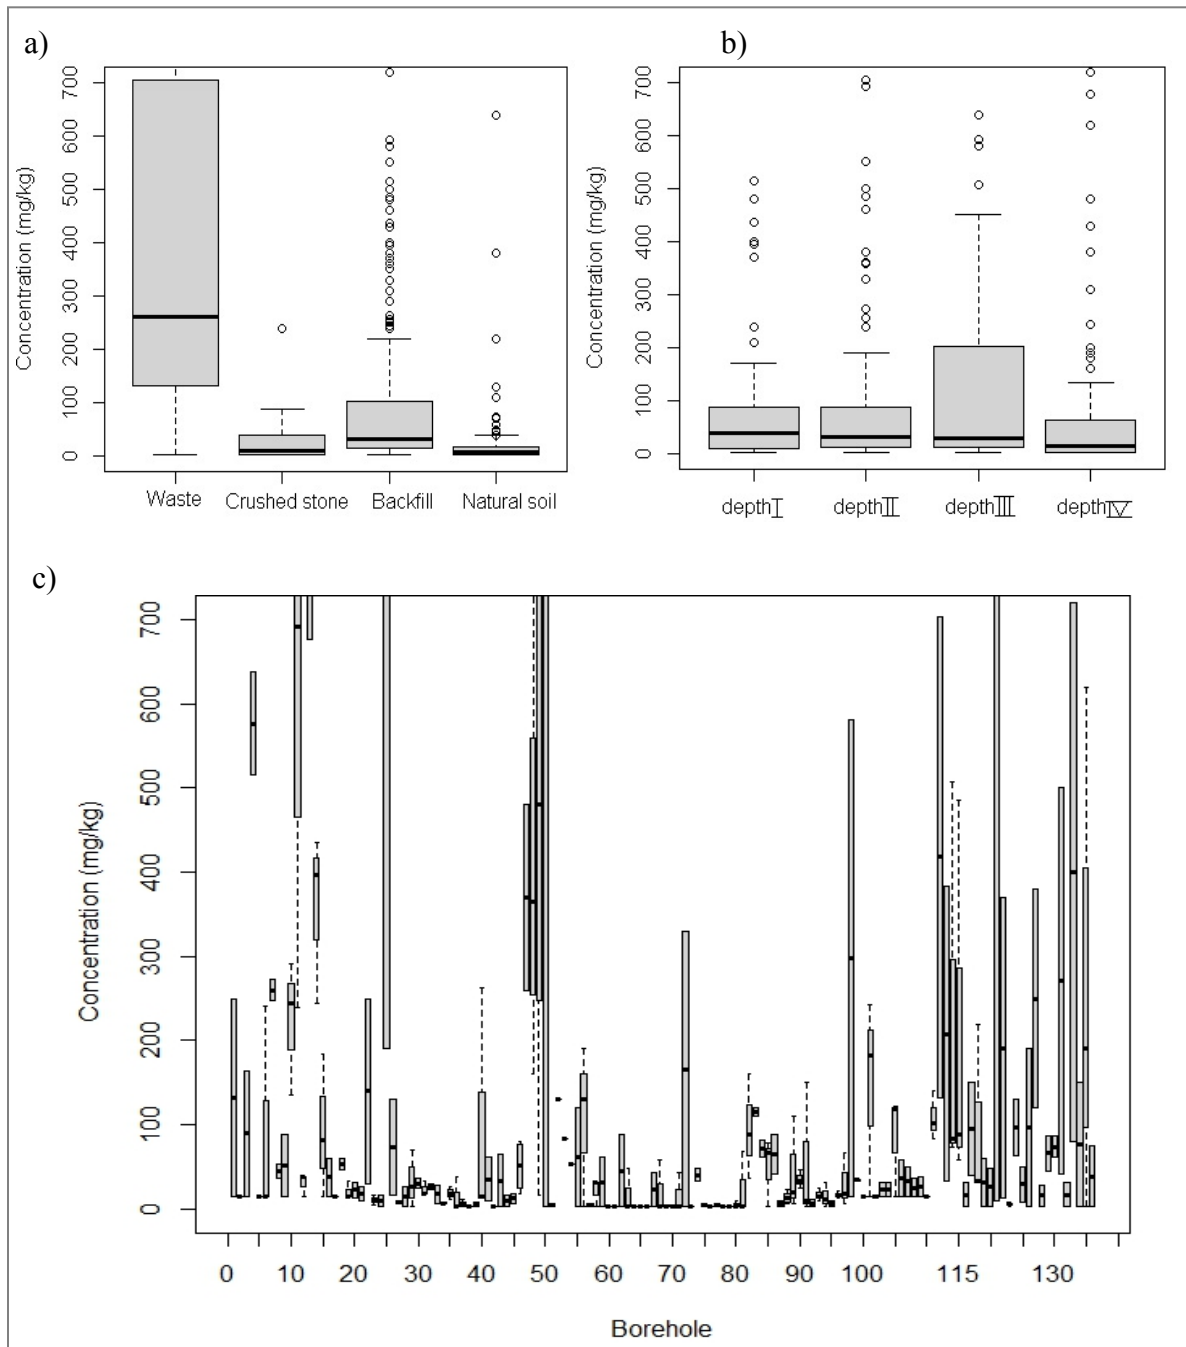 a)
Concentration (mg/kg)
700
600
500
400
300
200
100
0
Waste
Crushed stone
Backfill
Natural soil
b)
Concentration (mg/kg)
700
600
500
400
300
200
100
0
depthⅠ
depthⅡ
depthⅢ
depthⅣ
c)
Concentration (mg/kg)
700
600
500
400
300
200
100
0
0 10 20 30 40 50 60 70 80 90 100 115 130
Borehole